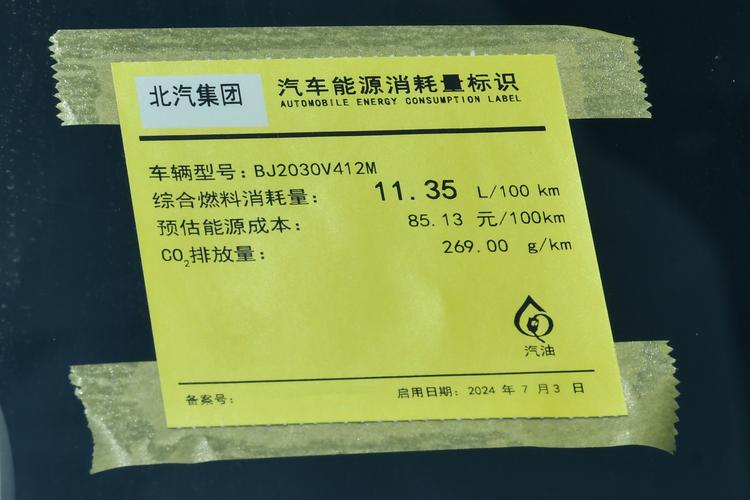 北汽集团
汽车能源消耗量标识
AUTOMOBILE ENERGY CONSUMPTION LABEL
车辆型号：BJ2030V412M
综合燃料消耗量： 11.35 L/100 km
预估能源成本： 85.13 元/100km
CO₂排放量： 269.00 g/km
汽油
备案号： 启用日期：2024 年 7 月 3 日